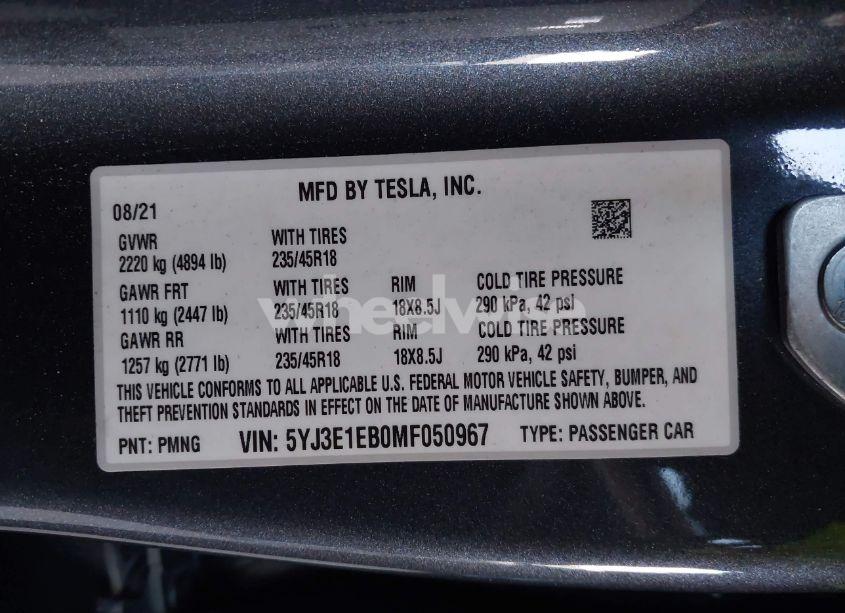 MFD BY TESLA, INC.
08/21
GVWR WITH TIRES
2220 kg (4894 lb) 235/45R18
GAWR FRT WITH TIRES RIM COLD TIRE PRESSURE
1110 kg (2447 lb) 235/45R18 18X8.5J 290 kPa, 42 psi
GAWR RR WITH TIRES RIM COLD TIRE PRESSURE
1257 kg (2771 lb) 235/45R18 18X8.5J 290 kPa, 42 psi
THIS VEHICLE CONFORMS TO ALL APPLICABLE U.S. FEDERAL MOTOR VEHICLE SAFETY, BUMPER, AND
THEFT PREVENTION STANDARDS IN EFFECT ON THE DATE OF MANUFACTURE SHOWN ABOVE.
PNT: PMNG VIN: 5YJ3E1EB0MF050967 TYPE: PASSENGER CAR
wheelwise